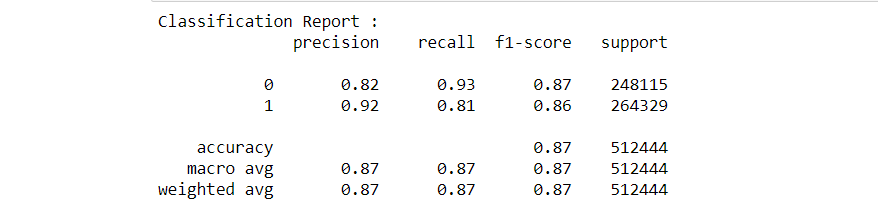 Classification Report :
precision recall f1-score support
0 0.82 0.93 0.87 248115
1 0.92 0.81 0.86 264329
accuracy 0.87 512444
macro avg 0.87 0.87 0.87 512444
weighted avg 0.87 0.87 0.87 512444